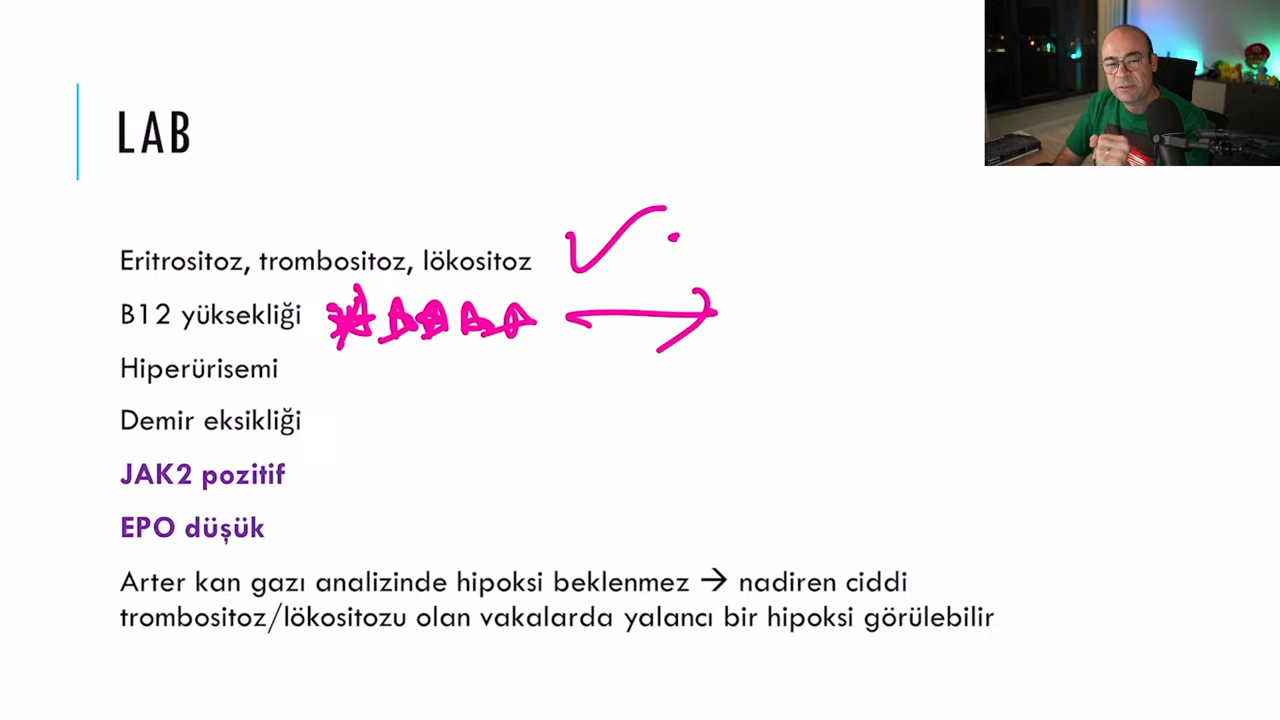 LAB
Eritrositoz, trombositoz, lökositoz
B12 yüksekliği
Hiperürisemi
Demir eksikliği
JAK2 pozitif
EPO düşük
Arter kan gazı analizinde hipoksi beklenmez → nadiren ciddi
trombositoz/lökositozu olan vakalarda yalancı bir hipoksi görülebilir